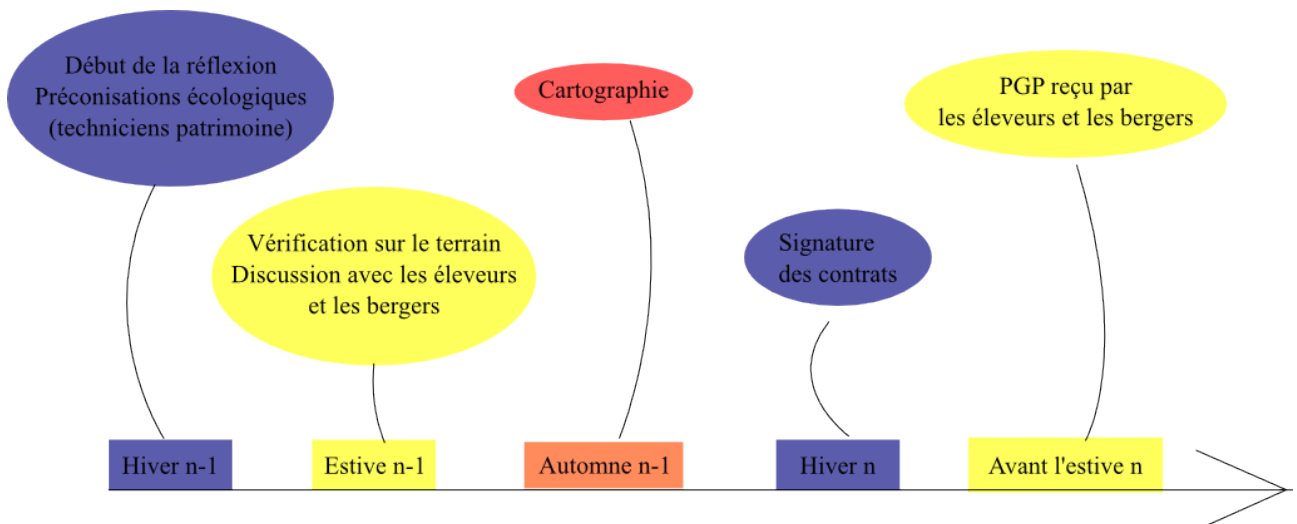 Début de la réflexion
Préconisations écologiques
(techniciens patrimoine)
Vérification sur le terrain
Discussion avec les éleveurs
et les bergers
Cartographie
Signature
des contrats
PGP reçu par
les éleveurs et les bergers
Hiver n-1
Estive n-1
Automne n-1
Hiver n
Avant l'estive n